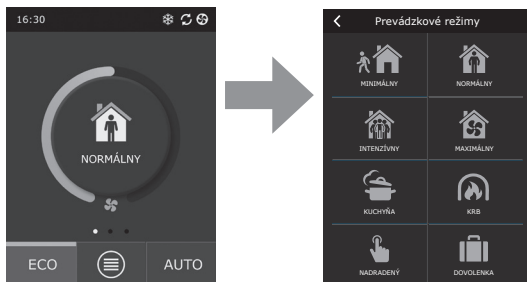 16:30
NORMÁLNY
ECO
AUTO
Prevádzkové režimy
MINIMÁLNY
NORMÁLNY
INTENZÍVNY
MAXIMÁLNY
KUCHYŇA
KRB
NADRADENÝ
DOVOLENKA